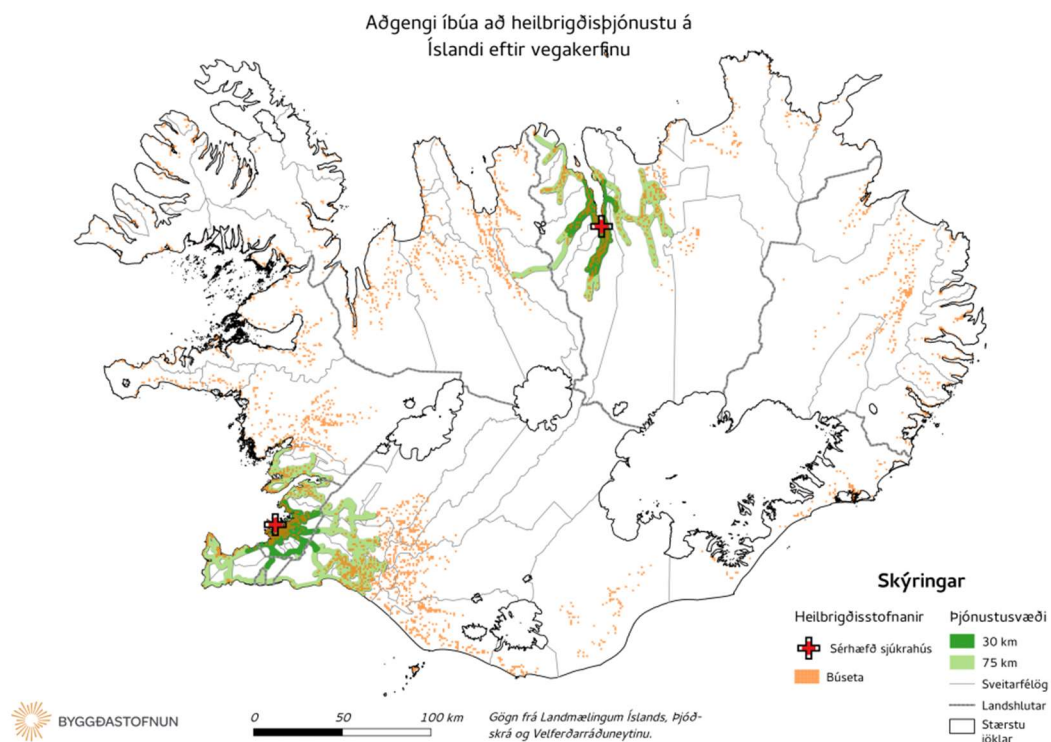 Aðgengi íbúa að heilbrigðisþjónustu á
Íslandi eftir vegakerfinu
Skýringar
Heilbrigðisstofnanir
Sérhæfð sjúkrahús
Búseta
Þjónustusvæði
30 km
75 km
Sveitarfélög
Landshlutar
Stærstu
jöklar
BYGGÐASTOFNUN
0 50 100 km
Gögn frá Landmælingum Íslands, Þjóð-
skrá og Velferðarráðuneytinu.